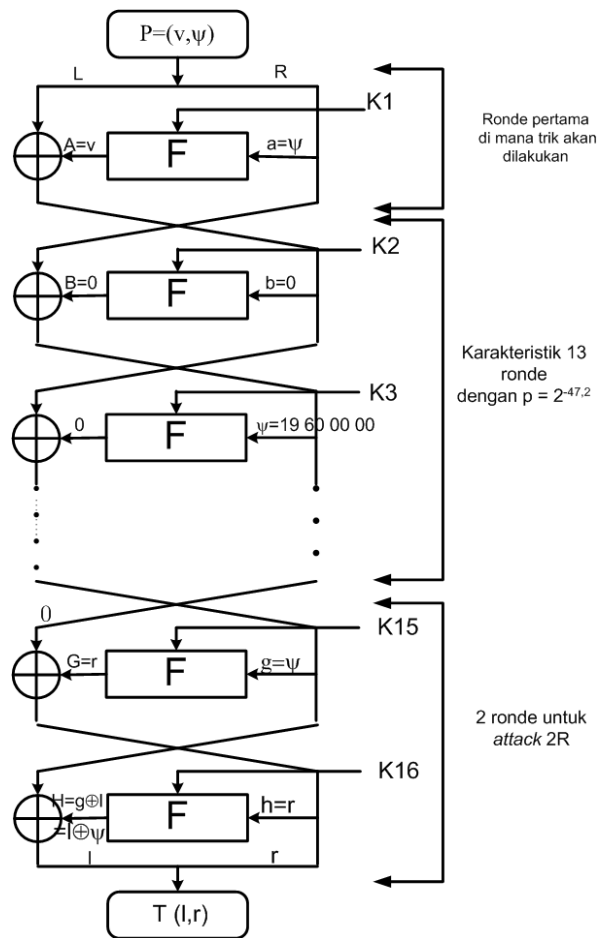 P=(v,ψ)
L R
K1
A=v F a=ψ
Ronde pertama
di mana trik akan
dilakukan
K2
B=0 F b=0
K3
0 F ψ=19 60 00 00
Karakteristik 13
ronde
dengan p = 2^-47,2
0
K15
G=r F g=ψ
2 ronde untuk
attack 2R
K16
H=g⊕l F h=r
=l⊕ψ
l r
T (l,r)